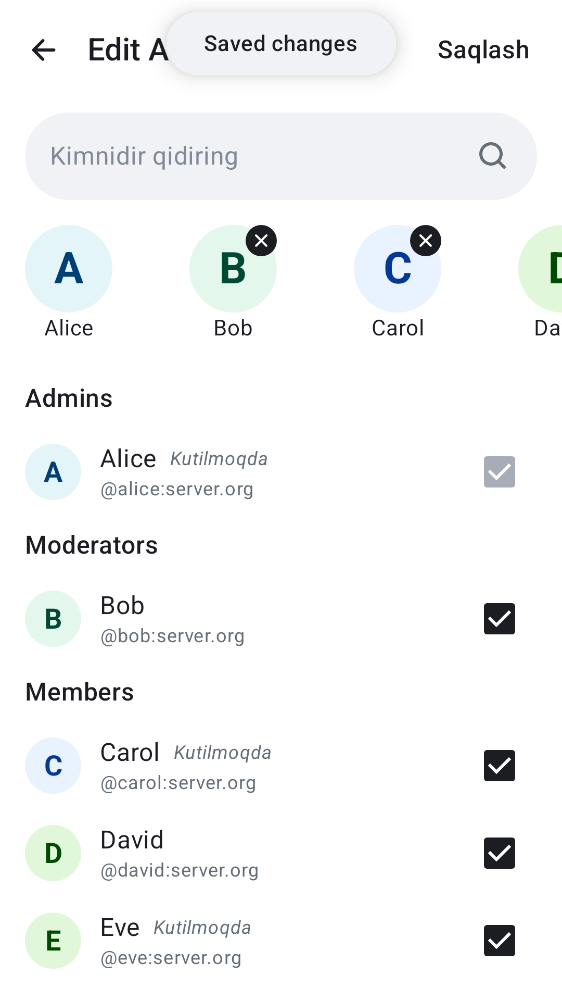 Edit A
Saved changes
Saqlash
Kimnidir qidiring
A
B
C
Alice
Bob
Carol
Da
Admins
A
Alice Kutilmoqda
@alice:server.org
Moderators
B
Bob
@bob:server.org
Members
C
Carol Kutilmoqda
@carol:server.org
D
David
@david:server.org
E
Eve Kutilmoqda
@eve:server.org